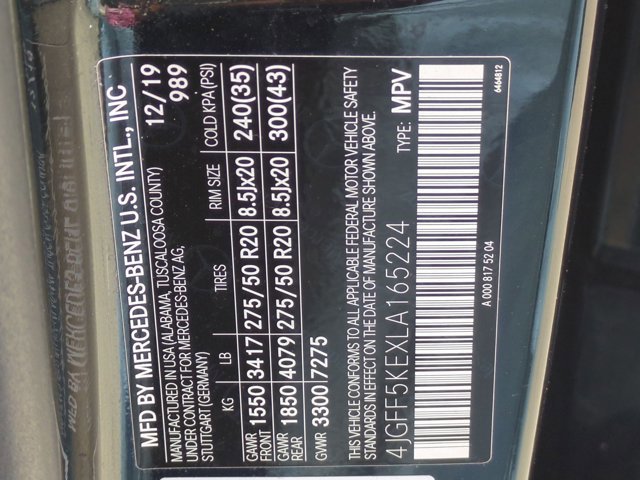 MFD BY MERCEDES-BENZ U.S. INTL., INC
MANUFACTURED IN USA (ALABAMA, TUSCALOOSA COUNTY)
UNDER CONTRACT FOR MERCEDES-BENZ AG,
STUTTGART (GERMANY)
12/19
989
KG LB TIRES RIM SIZE COLD KPA (PSI)
GAWR FRONT 1550 3417 275/50 R20 8.5Jx20 240(35)
GAWR REAR 1850 4079 275/50 R20 8.5Jx20 300(43)
GVWR 3300 7275
THIS VEHICLE CONFORMS TO ALL APPLICABLE FEDERAL MOTOR VEHICLE SAFETY
STANDARDS IN EFFECT ON THE DATE OF MANUFACTURE SHOWN ABOVE.
4JGFF5KEXLA165224 MPV
A 000 817 52 04
6464812